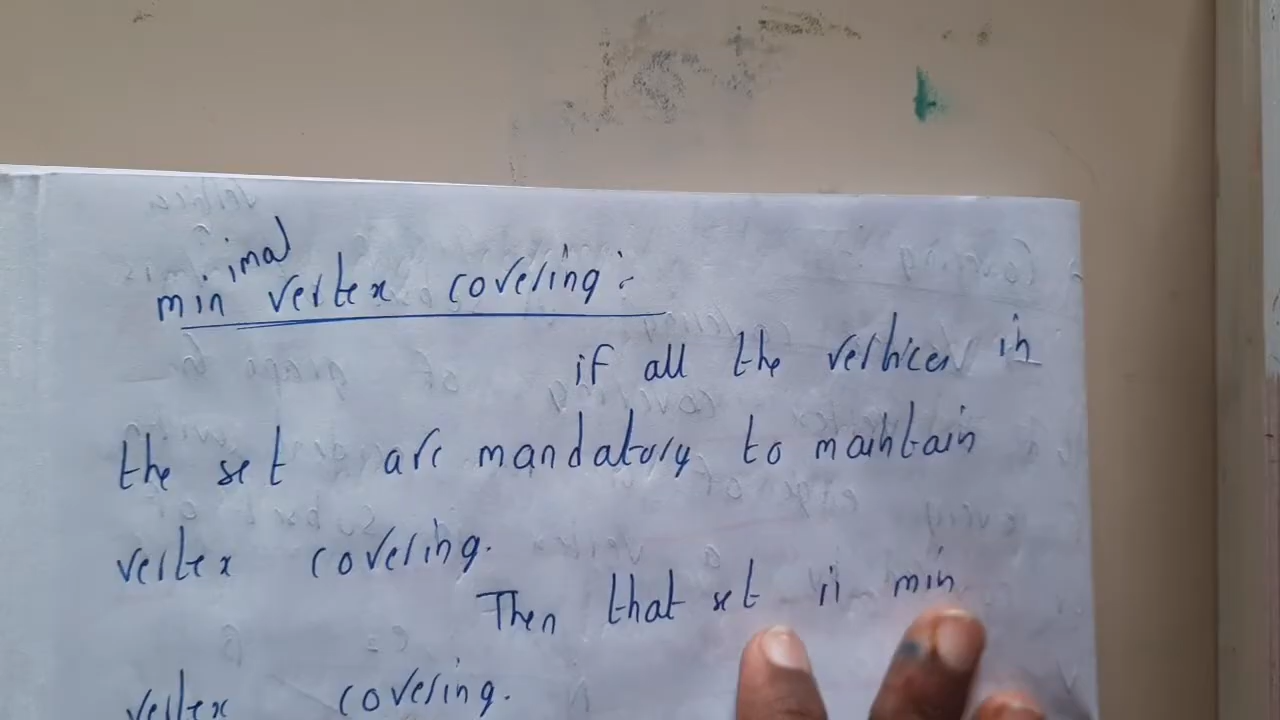 minimal vertex covering :-
if all the vertices in
the set are mandatory to maintain
vertex covering.
Then that set is min
vertex covering.